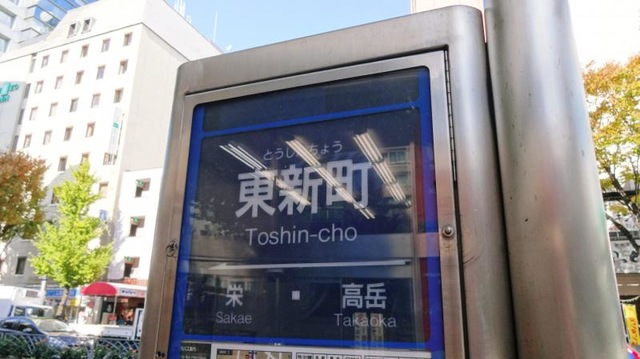 とうしんちょう
東新町
Toshin-cho
栄
高岳
Sakae
Takaoka